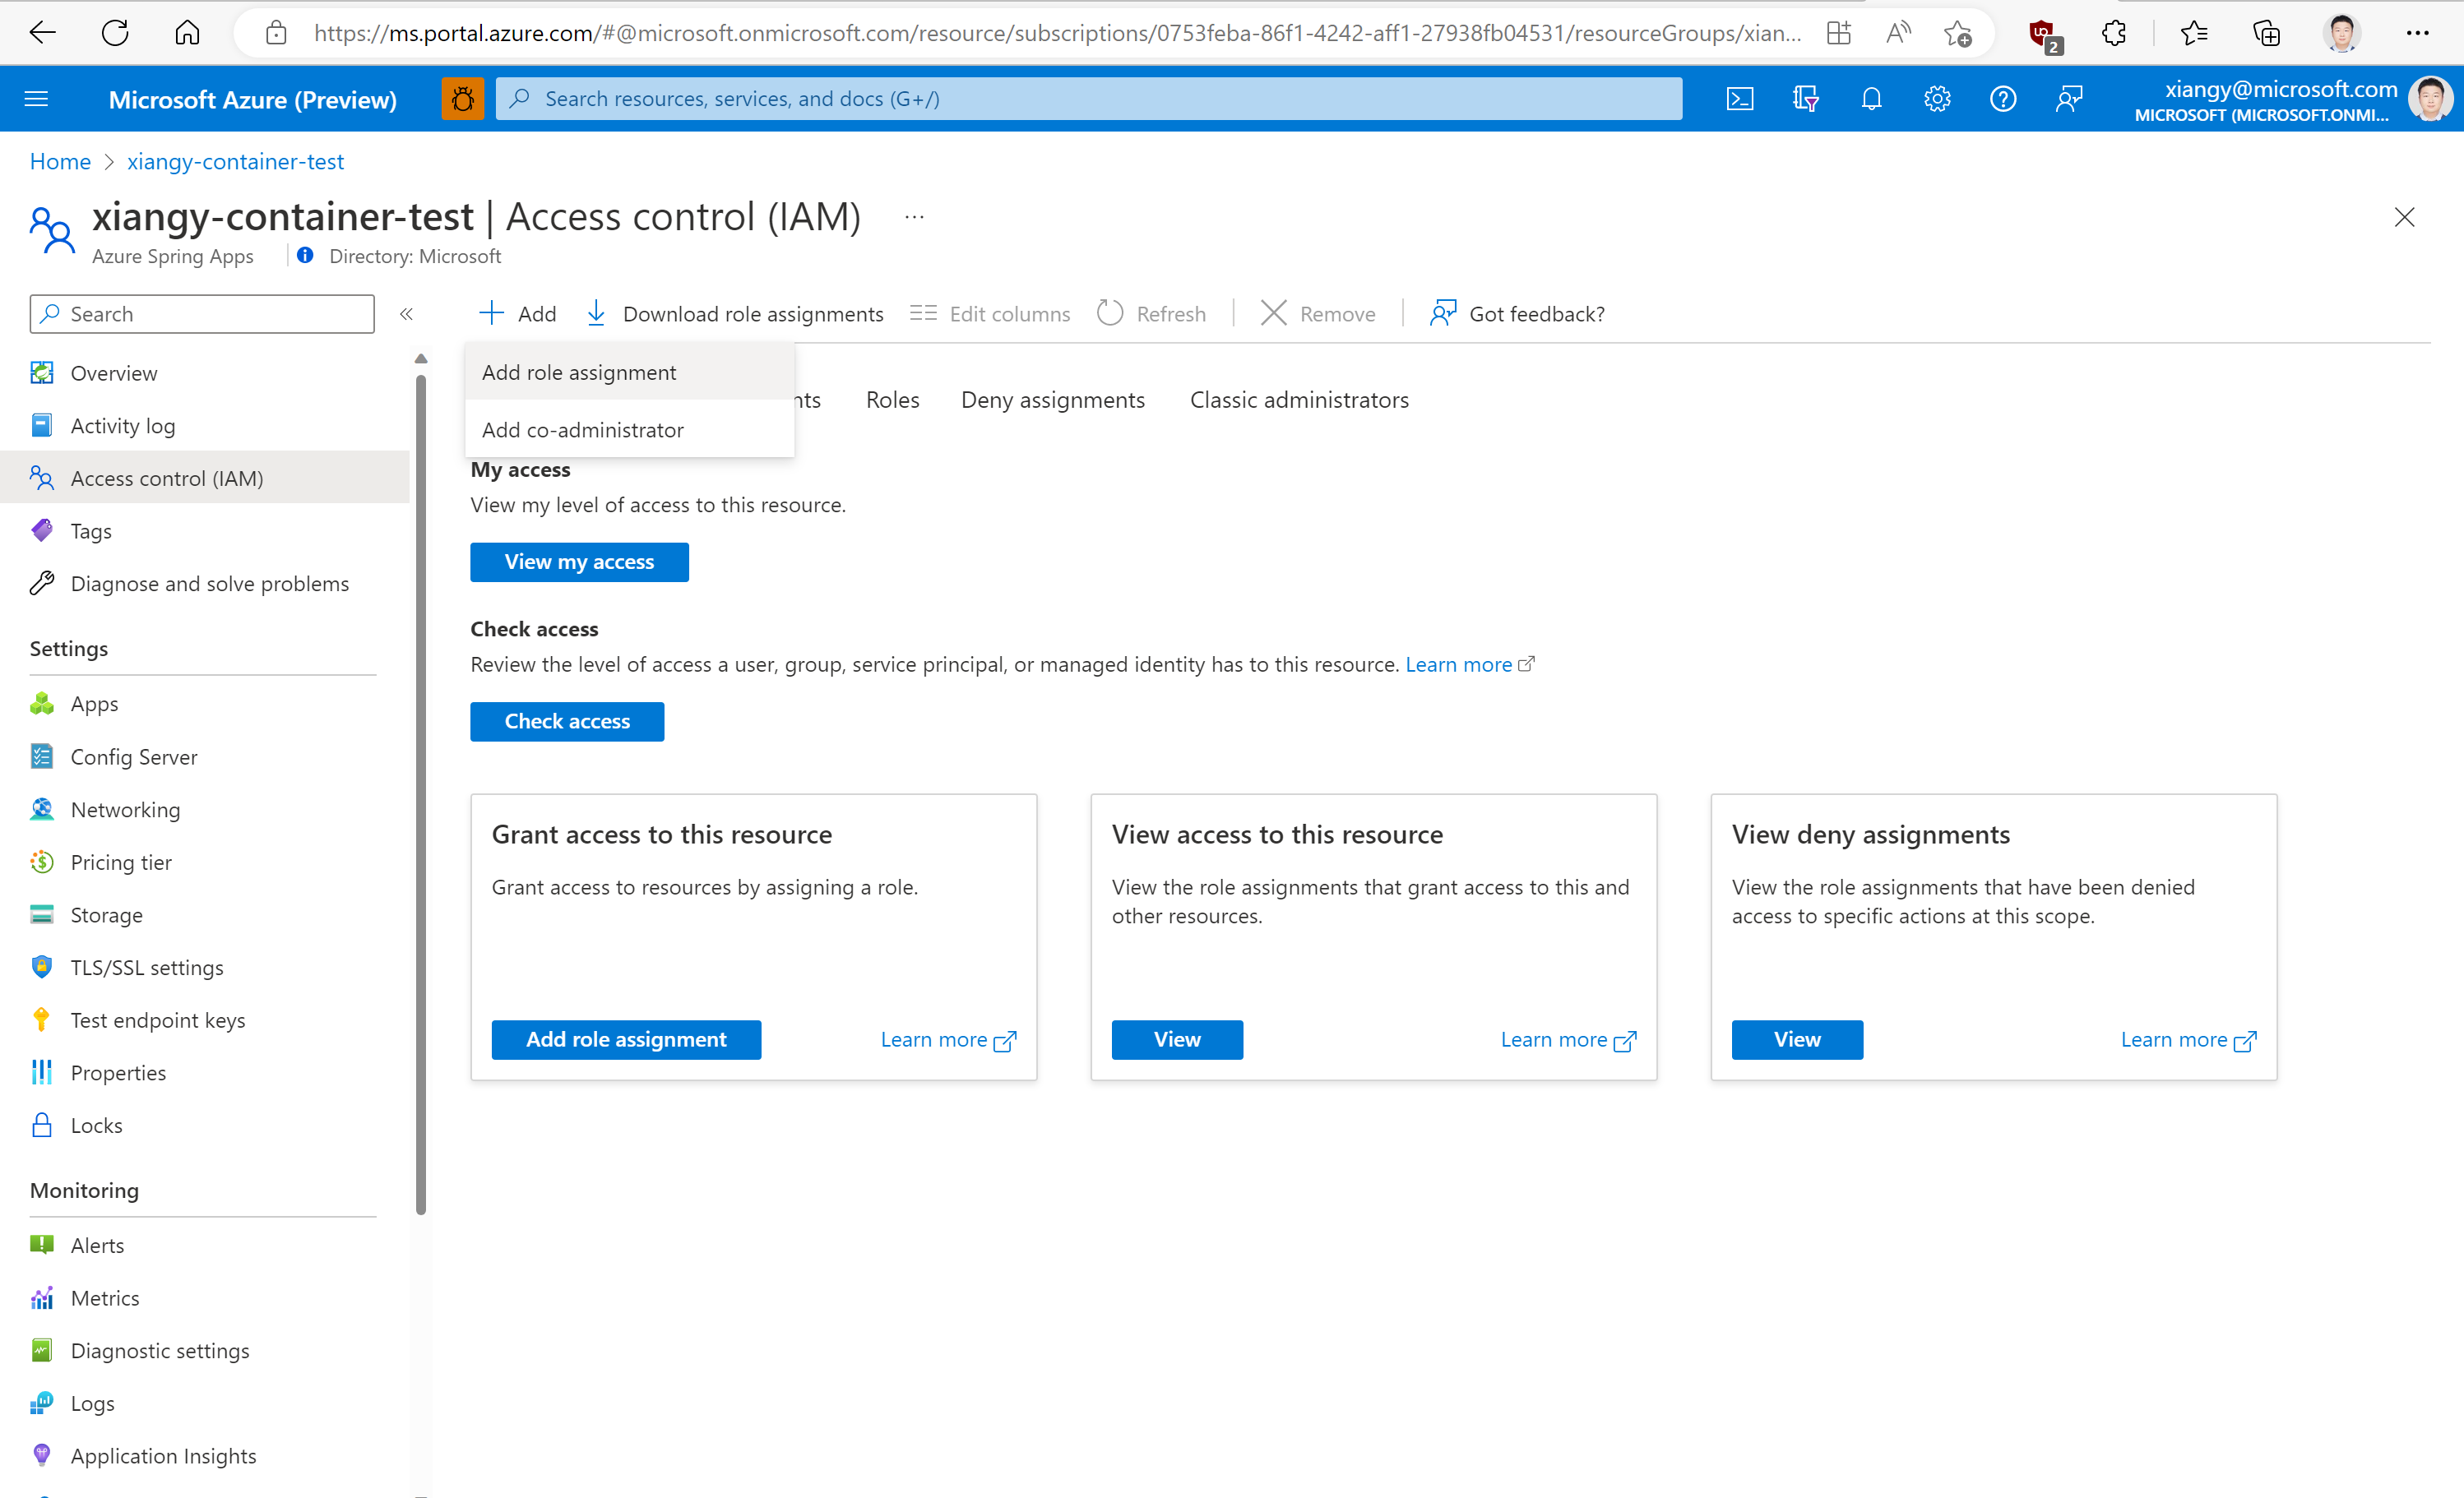 https://ms.portal.azure.com/#@microsoft.onmicrosoft.com/resource/subscriptions/0753feba-86f1-4242-aff1-27938fb04531/resourceGroups/xian...
2
Microsoft Azure (Preview)
Search resources, services, and docs (G+/)
xiangy@microsoft.com
MICROSOFT (MICROSOFT.ONMI...
Home > xiangy-container-test
xiangy-container-test | Access control (IAM) ...
Azure Spring Apps
Directory: Microsoft
Search
«
Overview
Activity log
Access control (IAM)
Tags
Diagnose and solve problems
Settings
Apps
Config Server
Networking
Pricing tier
Storage
TLS/SSL settings
Test endpoint keys
Properties
Locks
Monitoring
Alerts
Metrics
Diagnostic settings
Logs
Application Insights
Add
Download role assignments
Edit columns
Refresh
Remove
Got feedback?
Add role assignment
Add co-administrator
nts
Roles
Deny assignments
Classic administrators
My access
View my level of access to this resource.
View my access
Check access
Review the level of access a user, group, service principal, or managed identity has to this resource. Learn more
Check access
Grant access to this resource
Grant access to resources by assigning a role.
Add role assignment
Learn more
View access to this resource
View the role assignments that grant access to this and
other resources.
View
Learn more
View deny assignments
View the role assignments that have been denied
access to specific actions at this scope.
View
Learn more